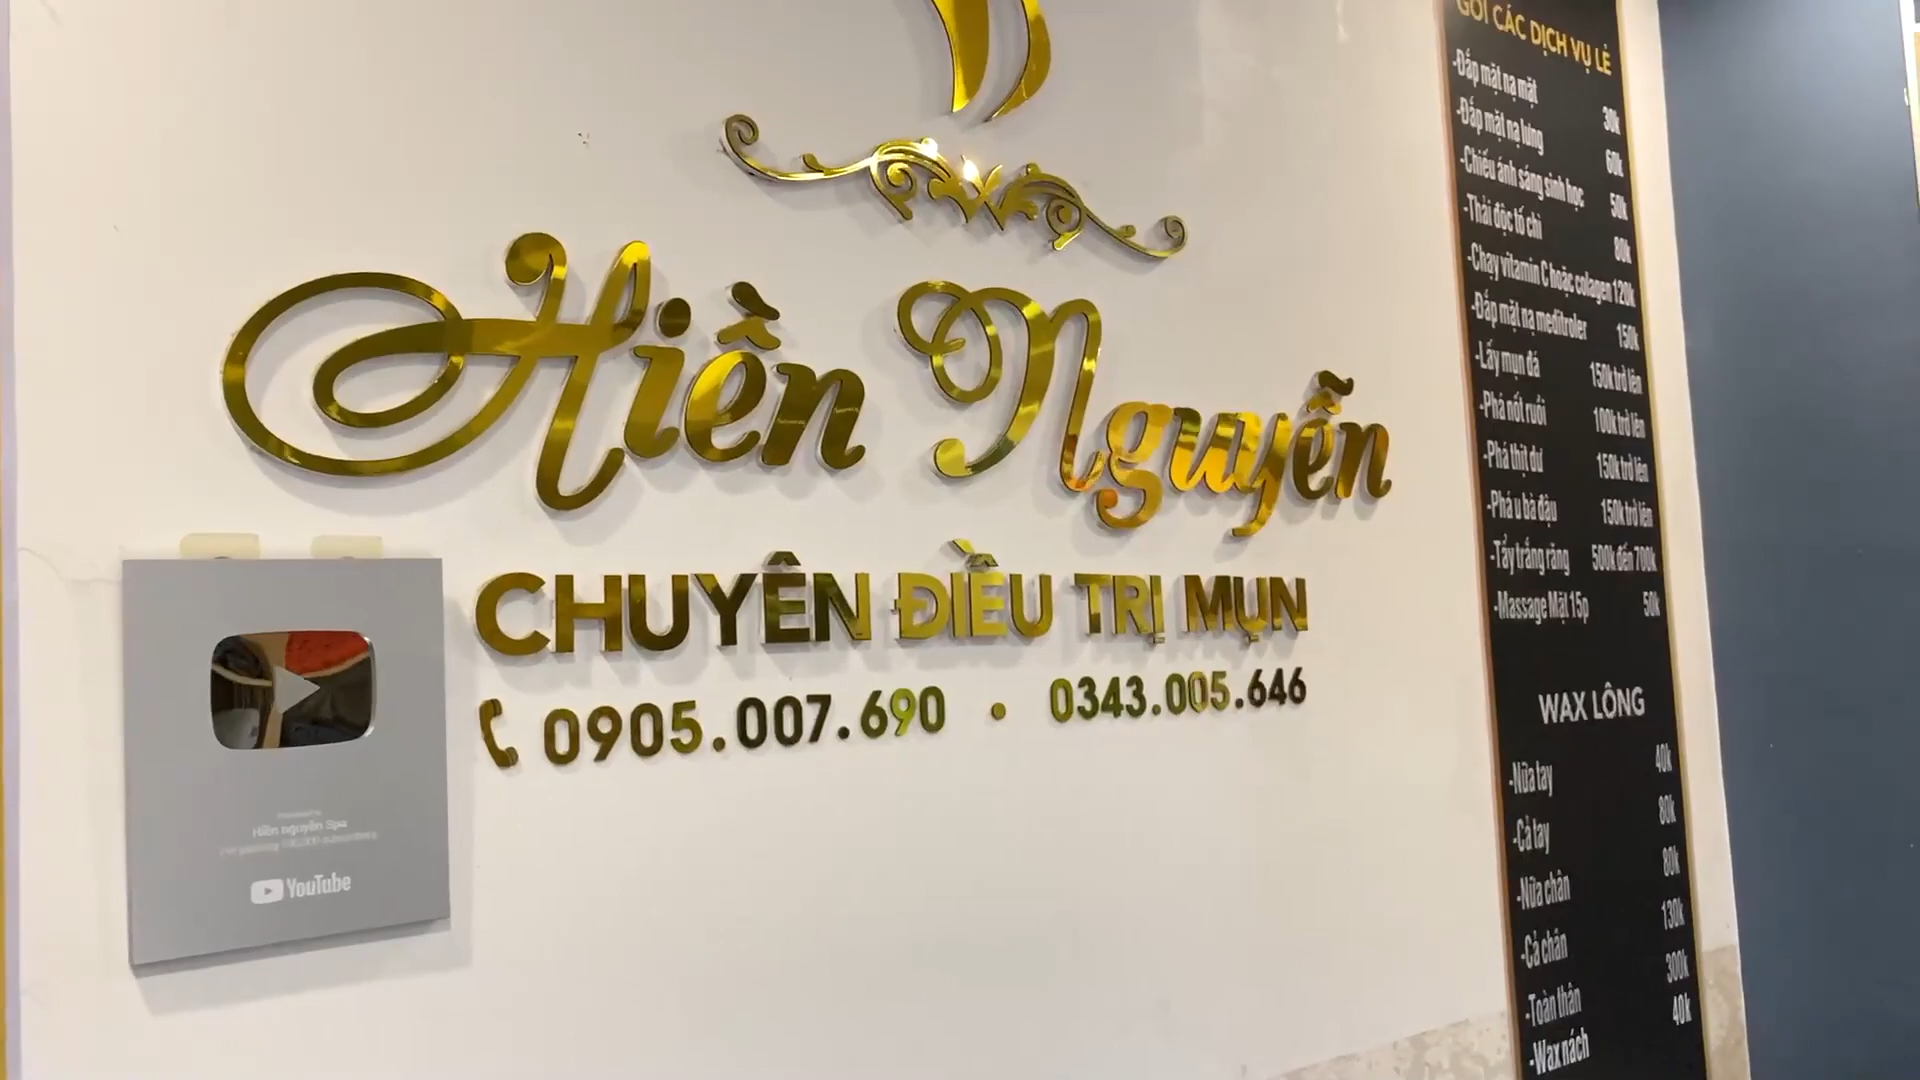 Hiền Nguyễn
CHUYÊN ĐIỀU TRỊ MỤN
0905.007.690 • 0343.005.646
Hiền nguyễn Spa
YouTube
GÓI CÁC DỊCH VỤ LẺ
-Đắp mặt nạ mặt 30k
-Đắp mặt nạ lưng 60k
-Chiếu ánh sáng sinh học 50k
-Thải độc tố chì 80k
-Chạy vitamin C hoặc colagen 120k
-Đắp mặt nạ meditroler 150k
-Lấy mụn đá 150k trở lên
-Phá nốt ruồi 100k trở lên
-Phá thịt dư 150k trở lên
-Phá u bà đậu 150k trở lên
-Tẩy trắng răng 500k đến 700k
-Massage Mặt 15p 50k
WAX LÔNG
-Nữa tay 40k
-Cả tay 80k
-Nữa chân 80k
-Cả chân 130k
-Toàn thân 300k
-Wax nách 40k